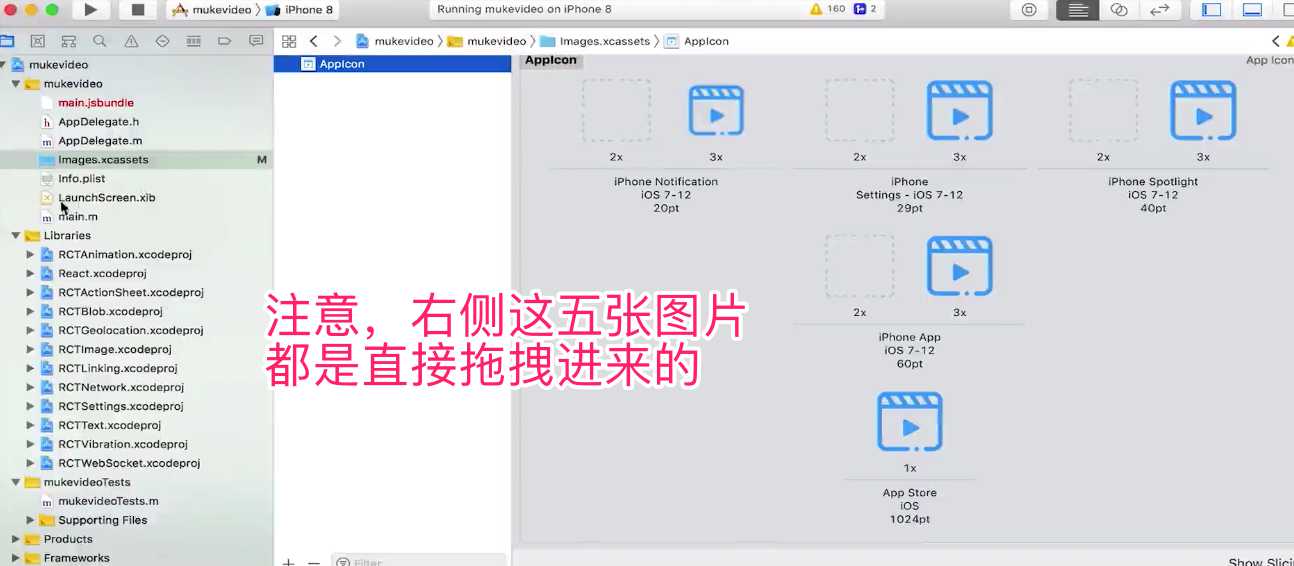 mukevideo
iPhone 8
Running mukevideo on iPhone 8
160
2
mukevideo
mukevideo
Images.xcassets
AppIcon
mukevideo
mukevideo
main.jsbundle
AppDelegate.h
AppDelegate.m
Images.xcassets M
Info.plist
LaunchScreen.xib
main.m
Libraries
RCTAnimation.xcodeproj
React.xcodeproj
RCTActionSheet.xcodeproj
RCTBlob.xcodeproj
RCTGeolocation.xcodeproj
RCTImage.xcodeproj
RCTLinking.xcodeproj
RCTNetwork.xcodeproj
RCTSettings.xcodeproj
RCTText.xcodeproj
RCTVibration.xcodeproj
RCTWebSocket.xcodeproj
mukevideoTests
mukevideoTests.m
Supporting Files
Products
Frameworks
AppIcon
Filter
AppIcon
App Icon
2x 3x
iPhone Notification
iOS 7-12
20pt
2x 3x
iPhone
Settings - iOS 7-12
29pt
2x 3x
iPhone Spotlight
iOS 7-12
40pt
2x 3x
iPhone App
iOS 7-12
60pt
1x
App Store
iOS
1024pt
注意，右侧这五张图片
都是直接拖拽进来的
Show Slici